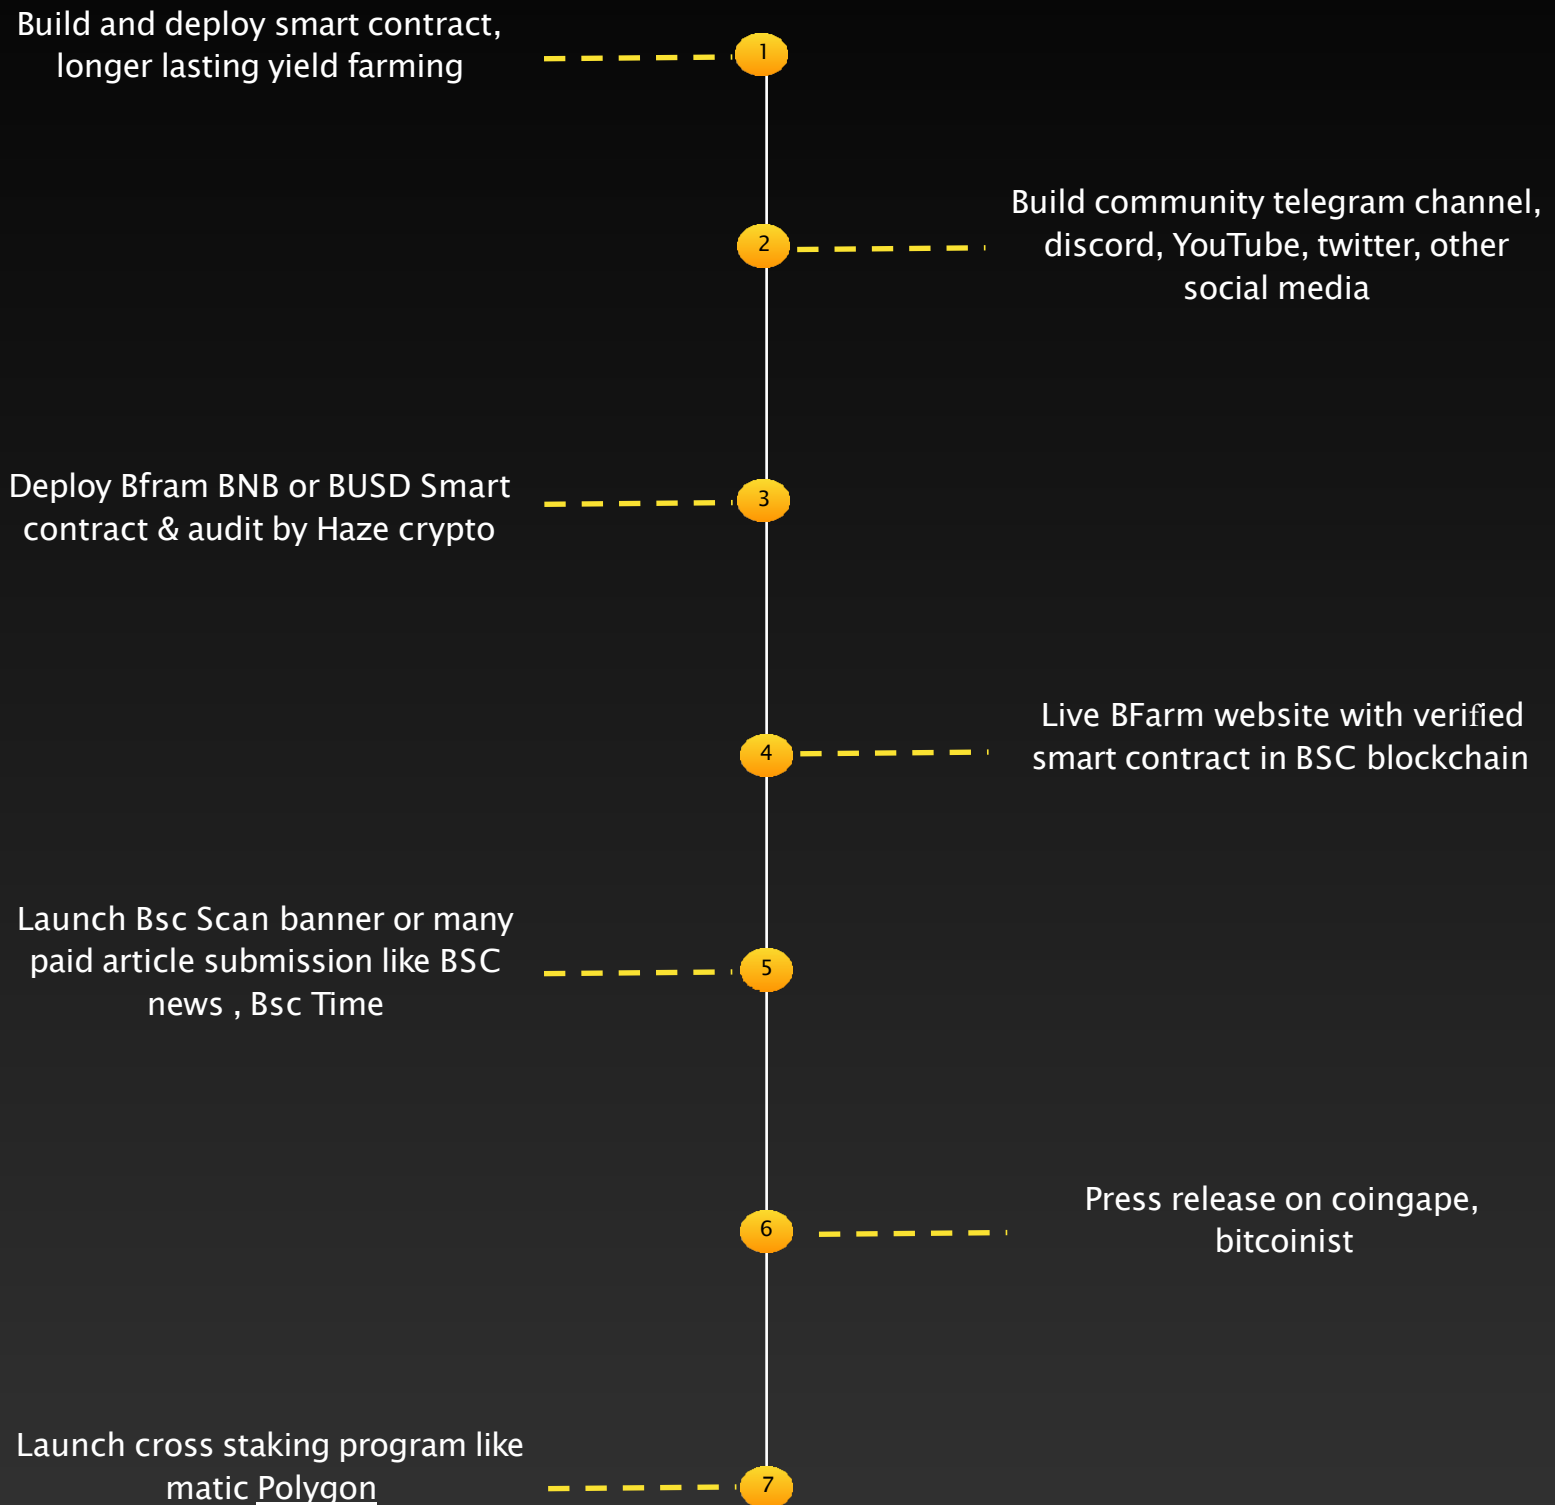 Build and deploy smart contract,
longer lasting yield farming
1
2
Build community telegram channel,
discord, YouTube, twitter, other
social media
Deploy Bfram BNB or BUSD Smart
contract & audit by Haze crypto
3
4
Live BFarm website with verified
smart contract in BSC blockchain
Launch Bsc Scan banner or many
paid article submission like BSC
news , Bsc Time
5
6
Press release on coingape,
bitcoinist
Launch cross staking program like
matic Polygon
7